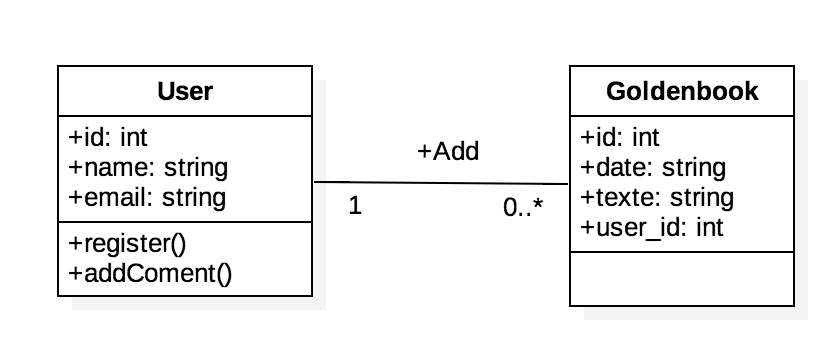 User
+id: int
+name: string
+email: string
+register()
+addComent()
+Add
1
0..*
Goldenbook
+id: int
+date: string
+texte: string
+user_id: int